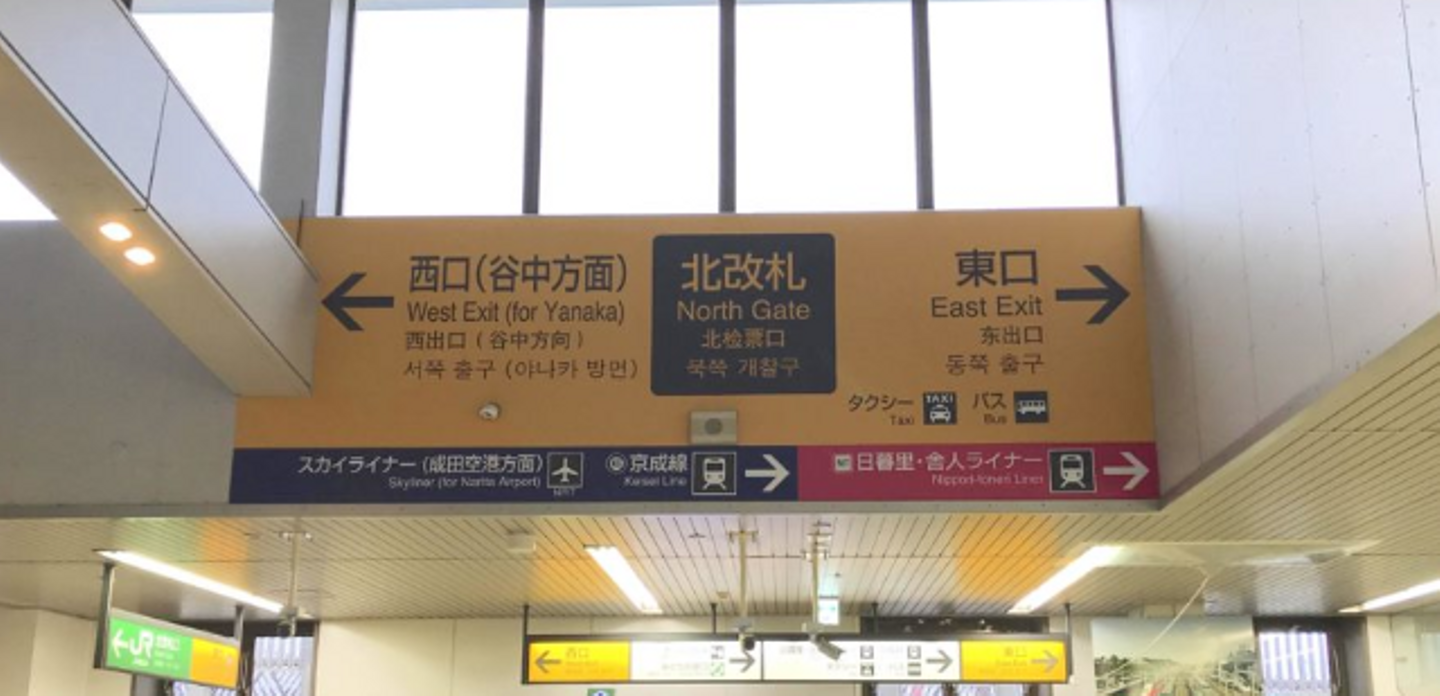 西口(谷中方面)
West Exit (for Yanaka)
西出口(谷中方向)
서쪽 출구 (야나카 방면)
北改札
North Gate
北检票口
북쪽 개찰구
東口
East Exit
东出口
동쪽 출구
タクシー
Taxi
TAXI
バス
Bus
スカイライナー(成田空港方面)
Skyliner (for Narita Airport)
京成線
Keisei Line
日暮里・舎人ライナー
Nippori-toneri Liner
JR
西口
東口